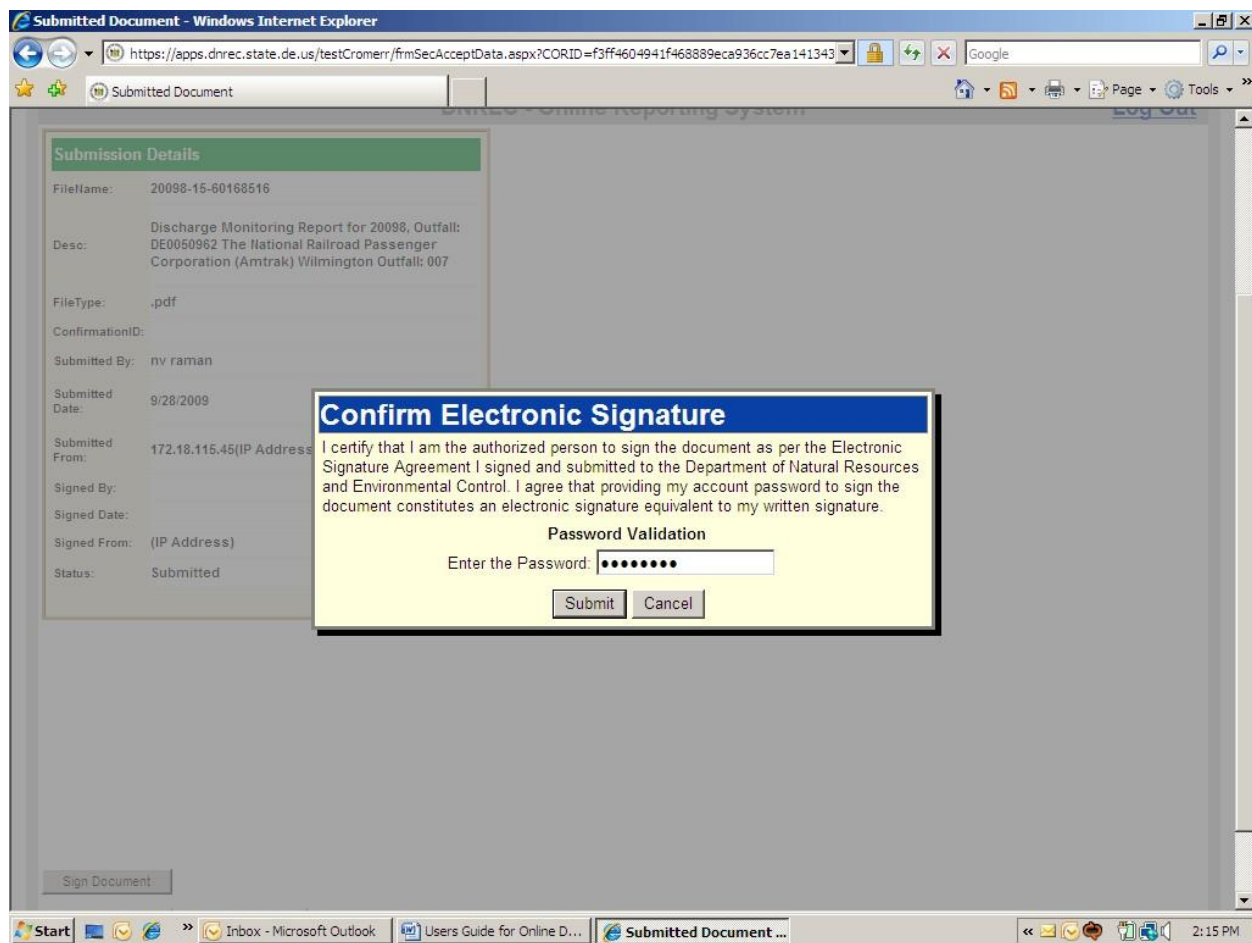 Submitted Document - Windows Internet Explorer
https://apps.dnrec.state.de.us/testCromerr/frmSecAcceptData.aspx?CORID=f3ff4604941f468889eca936cc7ea141343
Google
Submitted Document
Page
Tools
DNREC - Online Reporting System
Log Out
Submission Details
FileName: 20098-15-60168516
Desc: Discharge Monitoring Report for 20098, Outfall:
DE0050962 The National Railroad Passenger
Corporation (Amtrak) Wilmington Outfall: 007
FileType: .pdf
ConfirmationID:
Submitted By: nv raman
Submitted
Date: 9/28/2009
Submitted
From: 172.18.115.45(IP Address
Signed By:
Signed Date:
Signed From: (IP Address)
Status: Submitted
Confirm Electronic Signature
I certify that I am the authorized person to sign the document as per the Electronic
Signature Agreement I signed and submitted to the Department of Natural Resources
and Environmental Control. I agree that providing my account password to sign the
document constitutes an electronic signature equivalent to my written signature.
Password Validation
Enter the Password: ••••••••
Submit Cancel
Sign Document
Start
Inbox - Microsoft Outlook
Users Guide for Online D...
Submitted Document ...
2:15 PM